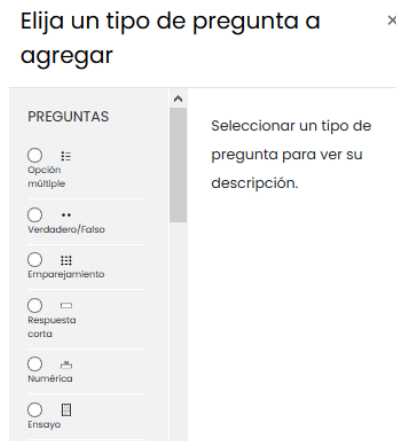 Elija un tipo de pregunta a
agregar
×
PREGUNTAS
Opción
múltiple
Verdadero/Falso
Emparejamiento
Respuesta
corta
Numérica
Ensayo
Seleccionar un tipo de
pregunta para ver su
descripción.